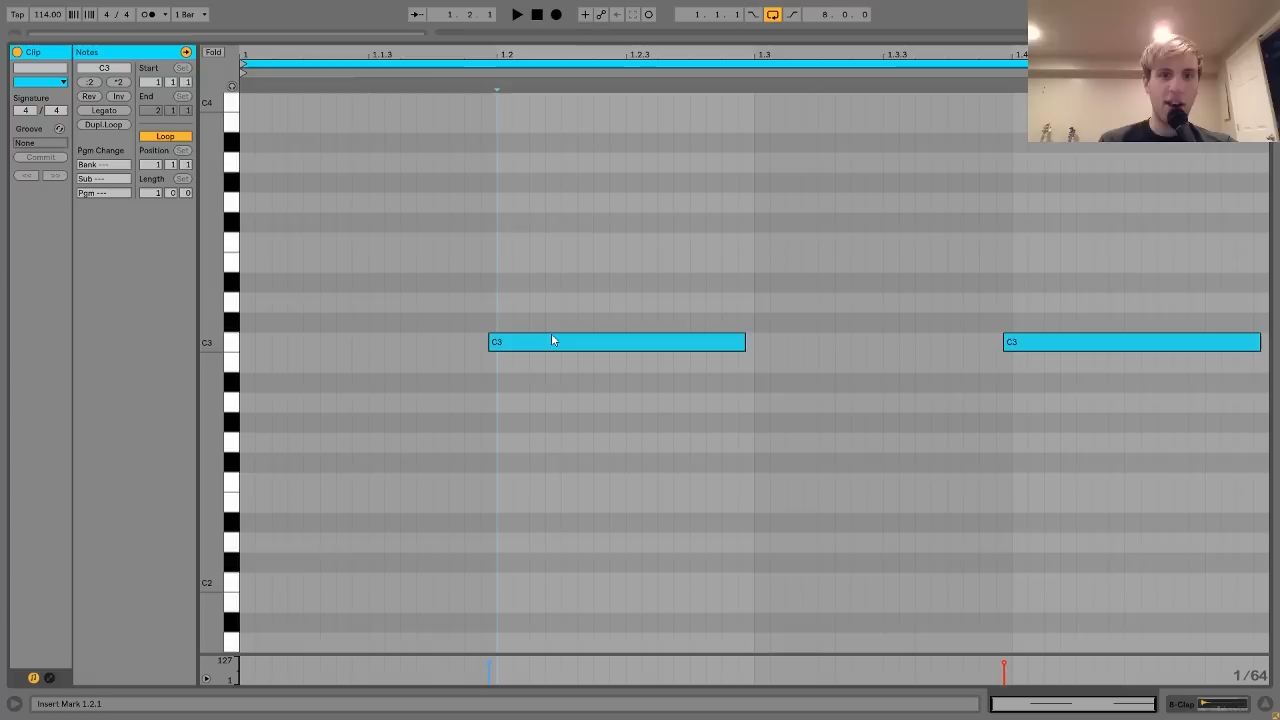 Tap 114.00 4 / 4 1 Bar 1. 2. 1 1. 1. 1 8. 0. 0
Clip Notes Fold 1 1.1.3 1.2 1.2.3 1.3 1.3.3 1.4
C3 Start Set
:2 *2 1 1 1
Signature Rev Inv End Set
4 / 4 Legato 2 1 1
Groove Dupl.Loop
None Loop
Commit Pgm Change Position Set
<< >> Bank --- 1 1 1
Sub --- Length Set
Pgm --- 1 0 0
C4
C3 C3 C3
C2
127
1 1/64
Insert Mark 1.2.1 8-Clap